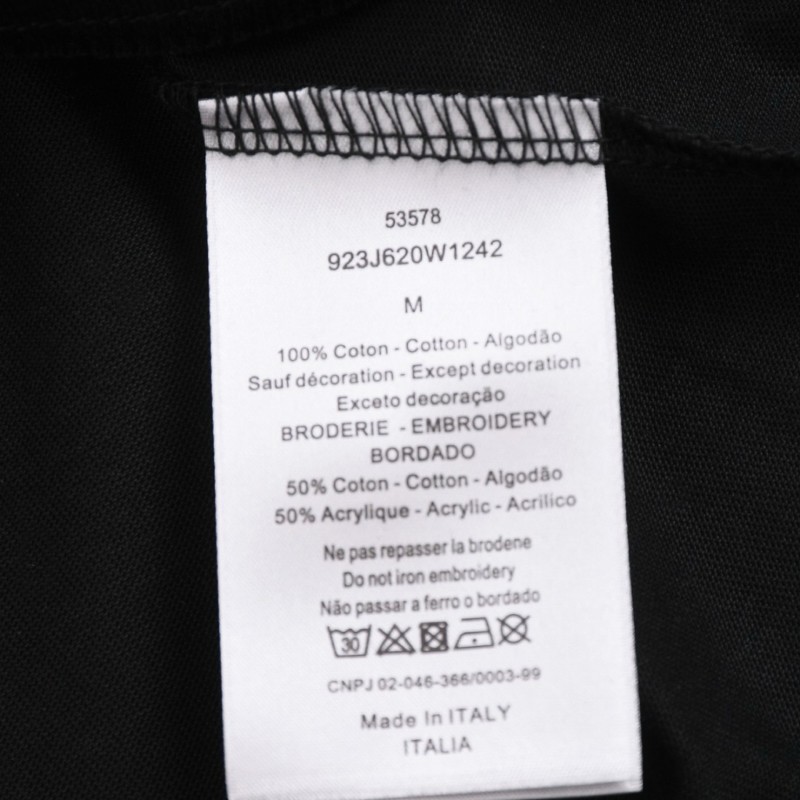 53578
923J620W1242
M
100% Coton - Cotton - Algodão
Sauf décoration - Except decoration
Exceto decoração
BRODERIE - EMBROIDERY
BORDADO
50% Coton - Cotton - Algodão
50% Acrylique - Acrylic - Acrilico
Ne pas repasser la brodene
Do not iron embroidery
Não passar a ferro o bordado
30
CNPJ 02-046-366/0003-99
Made In ITALY
ITALIA